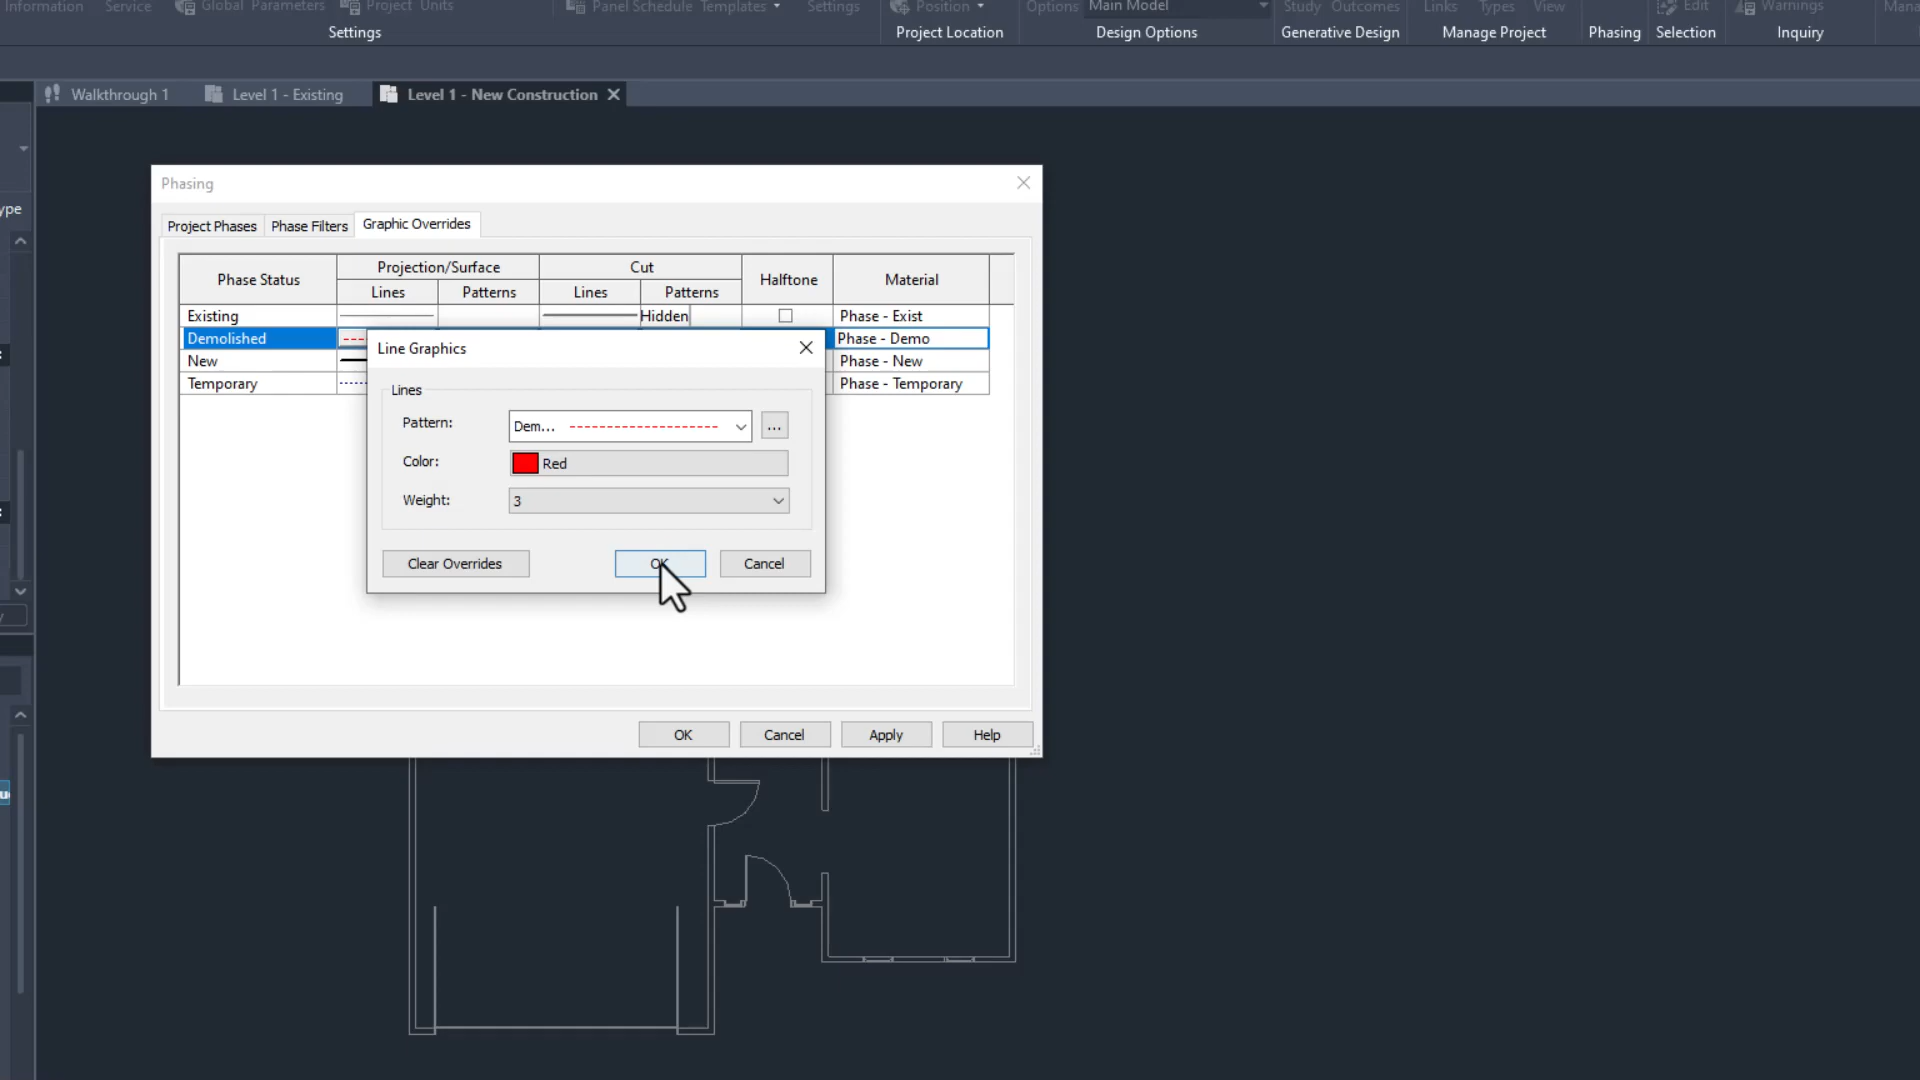 Information Service Global Parameters Project Units Panel Schedule Templates Settings Position Options Main Model Study Outcomes Links Types View Edit Warnings
Settings Project Location Design Options Generative Design Manage Project Phasing Selection Inquiry
Walkthrough 1 Level 1 - Existing Level 1 - New Construction
Phasing
Project Phases Phase Filters Graphic Overrides
Phase Status Projection/Surface Cut Halftone Material
Lines Patterns Lines Patterns
Existing Hidden Phase - Exist
Demolished Phase - Demo
New Phase - New
Temporary Phase - Temporary
Line Graphics
Lines
Pattern: Dem... ...
Color: Red
Weight: 3
Clear Overrides OK Cancel
OK Cancel Apply Help